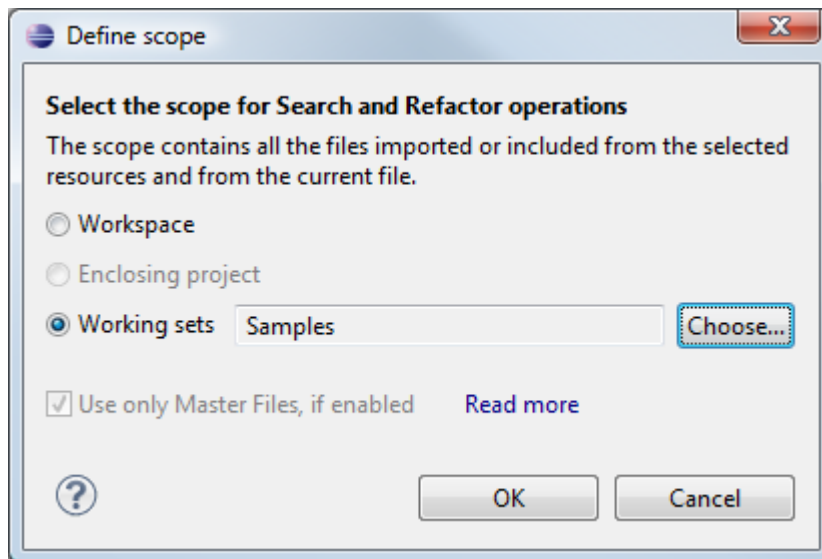 Define scope
Select the scope for Search and Refactor operations
The scope contains all the files imported or included from the selected
resources and from the current file.
Workspace
Enclosing project
Working sets Samples Choose...
Use only Master Files, if enabled Read more
? OK Cancel